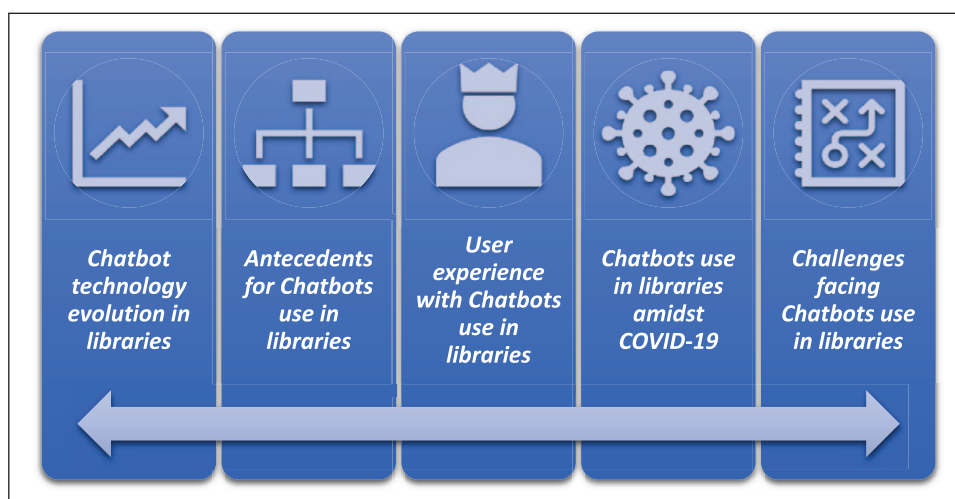 Chatbot
technology
evolution in
libraries
Antecedents
for Chatbots
use in
libraries
User
experience
with Chatbots
use in
libraries
Chatbots use
in libraries
amidst
COVID-19
Challenges
facing
Chatbots use
in libraries